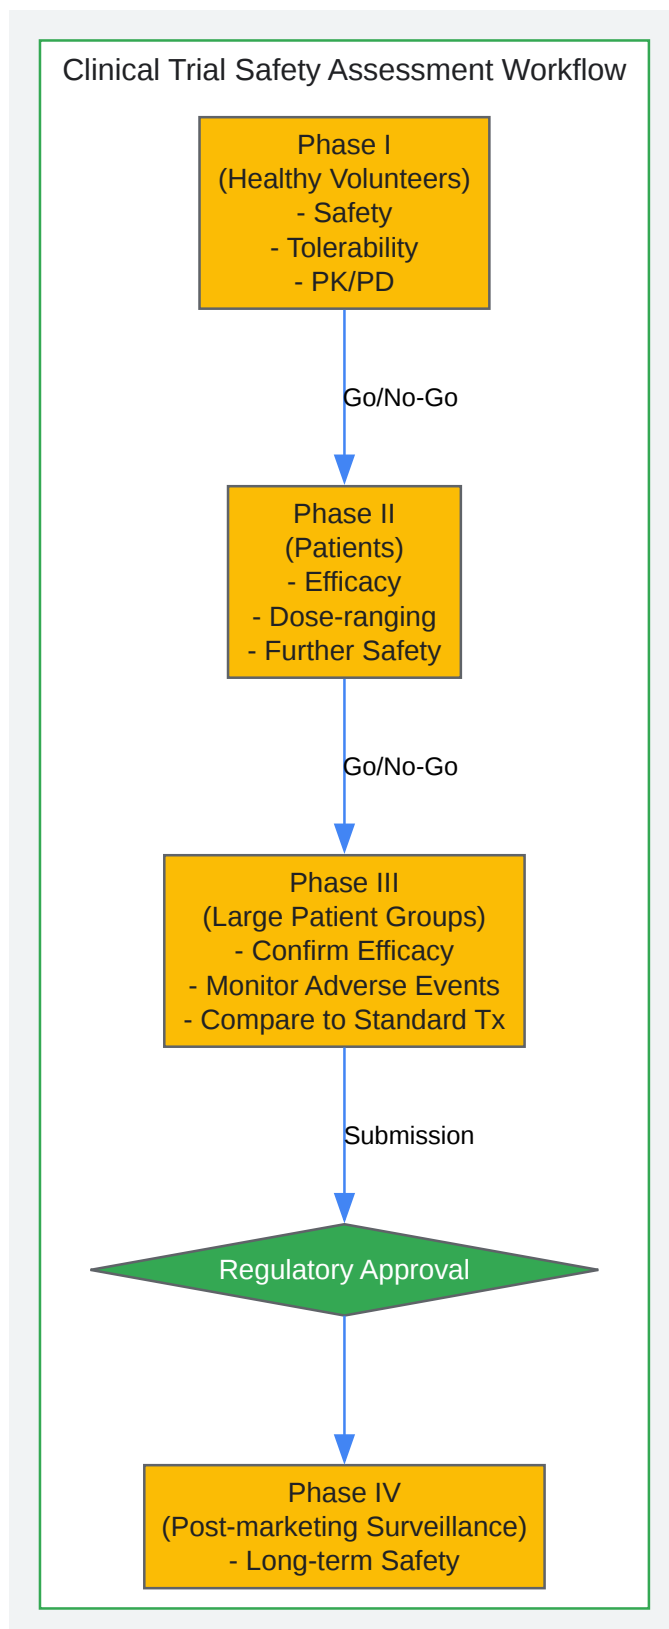 Clinical Trial Safety Assessment Workflow
Phase I
(Healthy Volunteers)
- Safety
- Tolerability
- PK/PD
Go/No-Go
Phase II
(Patients)
- Efficacy
- Dose-ranging
- Further Safety
Go/No-Go
Phase III
(Large Patient Groups)
- Confirm Efficacy
- Monitor Adverse Events
- Compare to Standard Tx
Submission
Regulatory Approval
Phase IV
(Post-marketing Surveillance)
- Long-term Safety